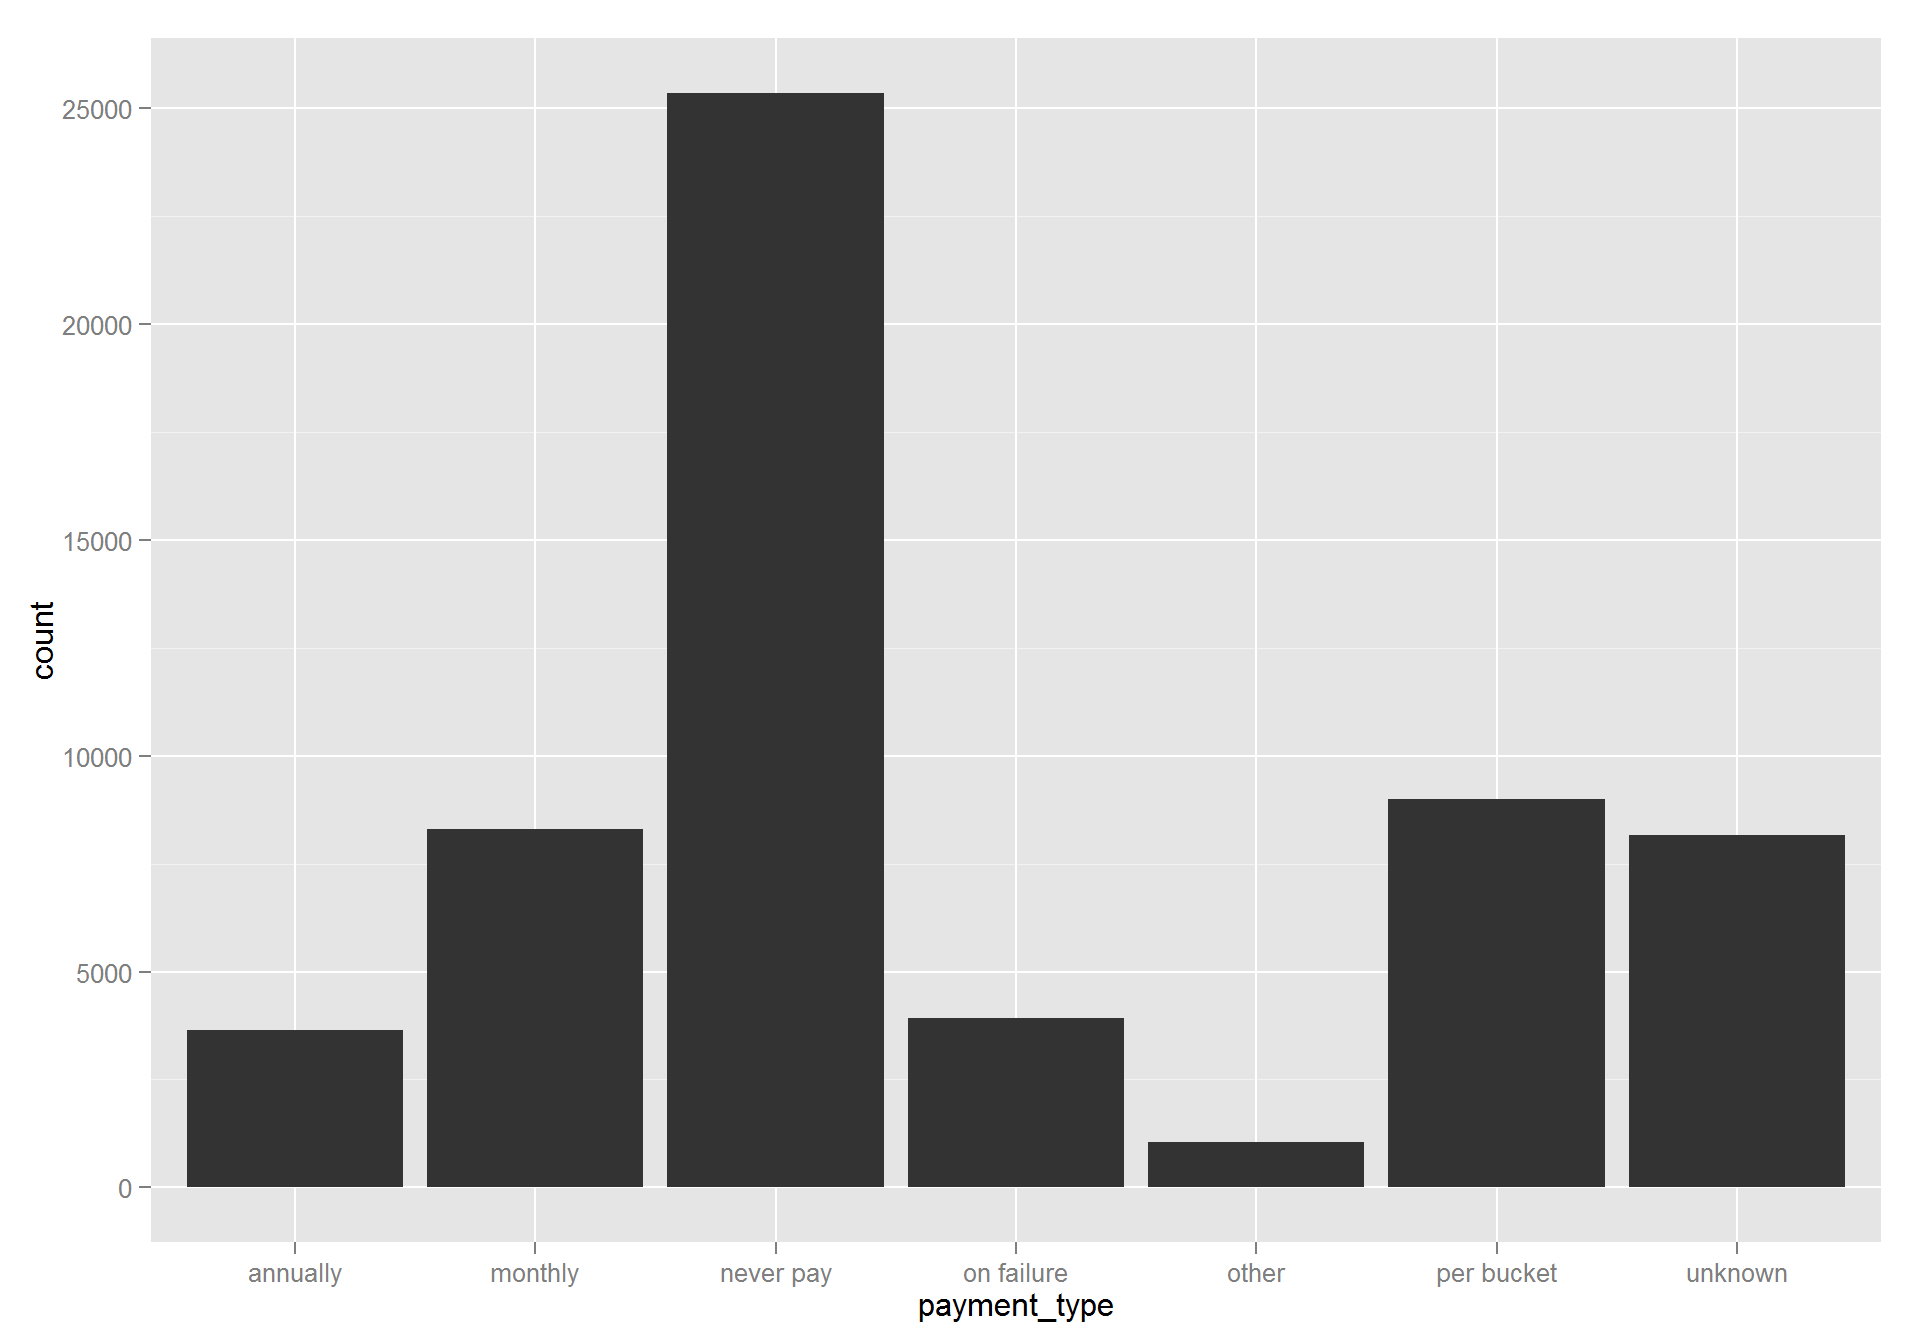 25000
20000
15000
10000
5000
0
count
annually monthly never pay on failure other per bucket unknown
payment_type